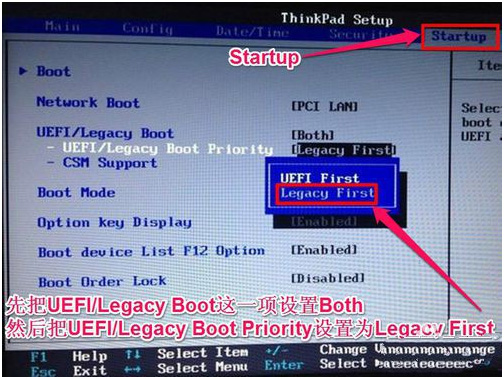 ThinkPad Setup
Main Config Date/Time Security Startup
Startup
Boot
Network Boot [PCI LAN]
UEFI/Legacy Boot [Both]
- UEFI/Legacy Boot Priority [Legacy First]
- CSM Support
UEFI First
Legacy First
Boot Mode
Option key Display [Enabled]
Boot device List F12 Option [Enabled]
Boot Order Lock [Disabled]
Selec
boot
UEFI
先把UEFI/Legacy Boot这一项设置Both
然后把UEFI/Legacy Boot Priority设置为Legacy First
F1 Help ↑↓ Select Item +/- Change
Esc Exit ←→ Select Menu Enter Select